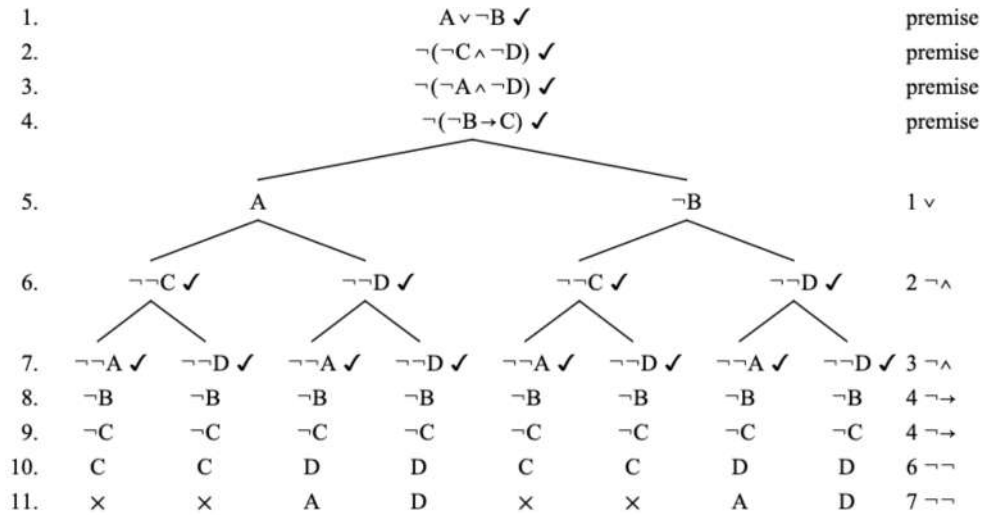 1. A ∨ ¬B ✓ premise
2. ¬(¬C ∧ ¬D) ✓ premise
3. ¬(¬A ∧ ¬D) ✓ premise
4. ¬(¬B → C) ✓ premise
5. A ¬B 1 ∨
6. ¬¬C ✓ ¬¬D ✓ ¬¬C ✓ ¬¬D ✓ 2 ¬∧
7. ¬¬A ✓ ¬¬D ✓ ¬¬A ✓ ¬¬D ✓ ¬¬A ✓ ¬¬D ✓ ¬¬A ✓ ¬¬D ✓ 3 ¬∧
8. ¬B ¬B ¬B ¬B ¬B ¬B ¬B ¬B 4 ¬→
9. ¬C ¬C ¬C ¬C ¬C ¬C ¬C ¬C 4 ¬→
10. C C D D C C D D 6 ¬¬
11. × × A D × × A D 7 ¬¬